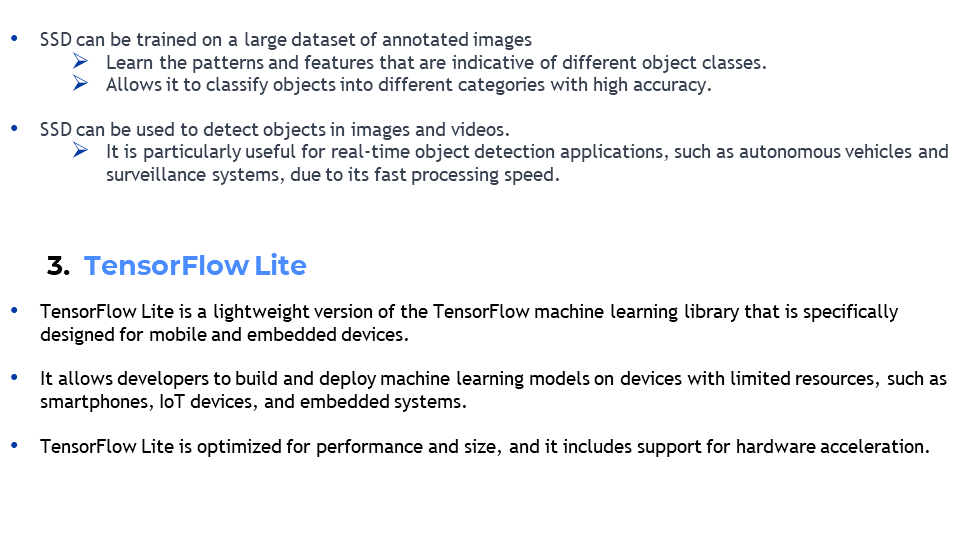 • SSD can be trained on a large dataset of annotated images
➢ Learn the patterns and features that are indicative of different object classes.
➢ Allows it to classify objects into different categories with high accuracy.
• SSD can be used to detect objects in images and videos.
➢ It is particularly useful for real-time object detection applications, such as autonomous vehicles and
surveillance systems, due to its fast processing speed.
3. TensorFlow Lite
• TensorFlow Lite is a lightweight version of the TensorFlow machine learning library that is specifically
designed for mobile and embedded devices.
• It allows developers to build and deploy machine learning models on devices with limited resources, such as
smartphones, IoT devices, and embedded systems.
• TensorFlow Lite is optimized for performance and size, and it includes support for hardware acceleration.